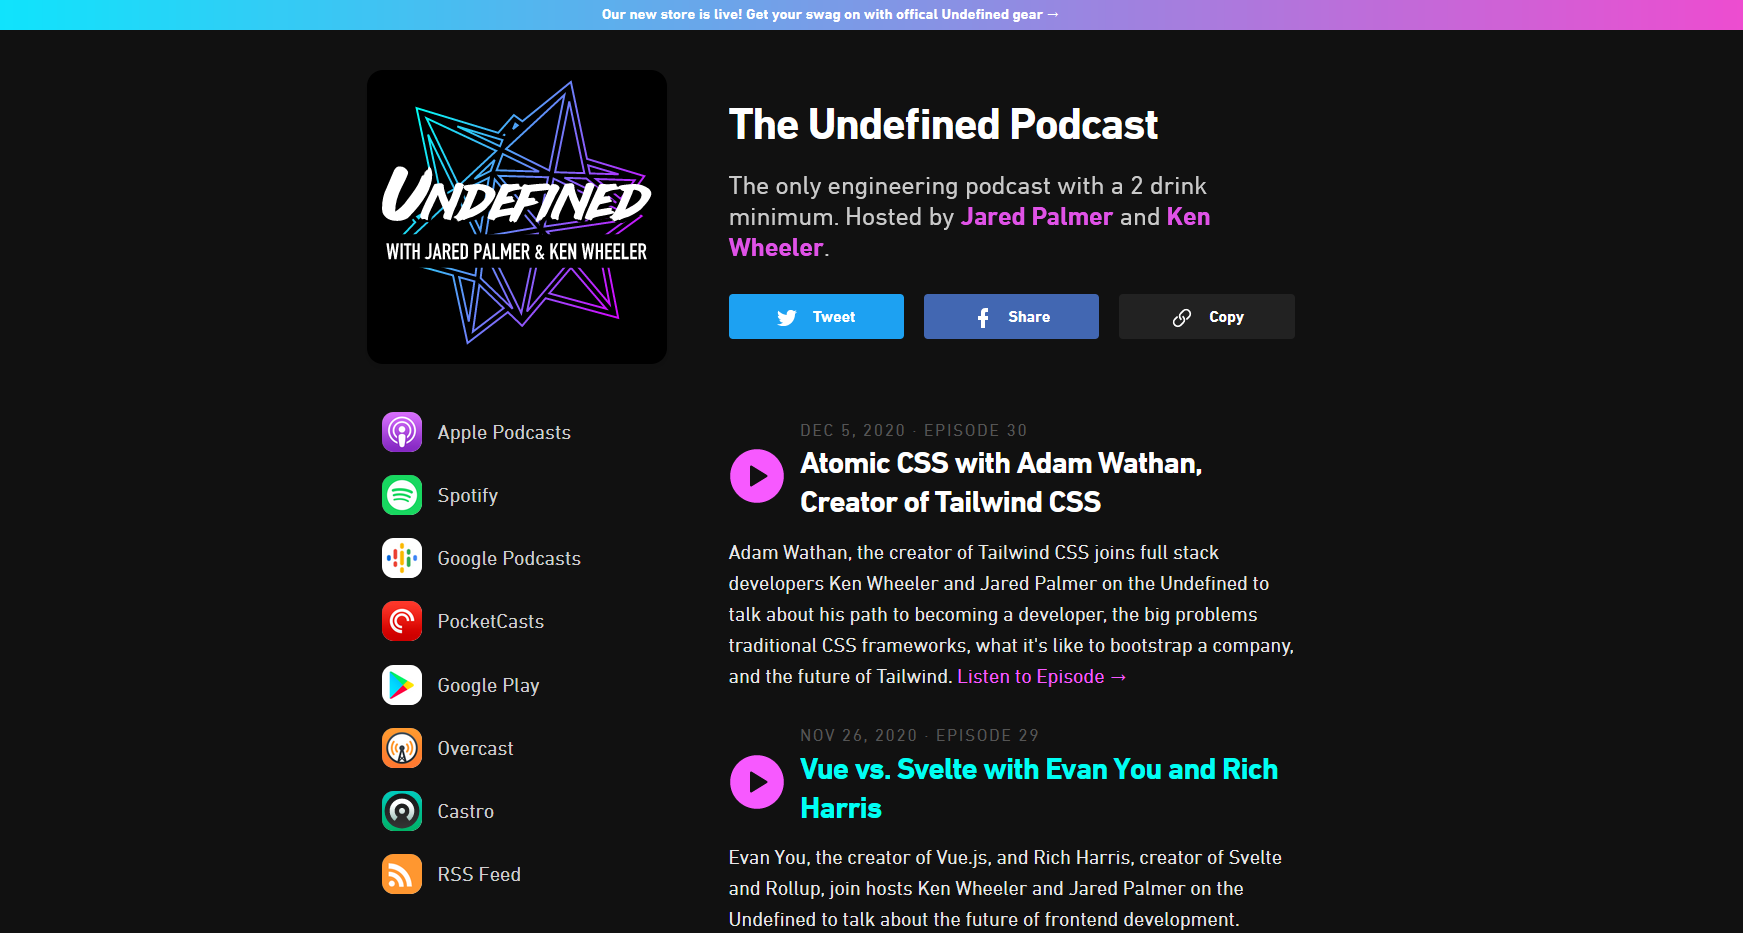 Our new store is live! Get your swag on with offical Undefined gear →
UNDEFINED
WITH JARED PALMER & KEN WHEELER
The Undefined Podcast
The only engineering podcast with a 2 drink
minimum. Hosted by Jared Palmer and Ken
Wheeler.
Tweet
Share
Copy
Apple Podcasts
Spotify
Google Podcasts
PocketCasts
Google Play
Overcast
Castro
RSS Feed
DEC 5, 2020 · EPISODE 30
Atomic CSS with Adam Wathan,
Creator of Tailwind CSS
Adam Wathan, the creator of Tailwind CSS joins full stack
developers Ken Wheeler and Jared Palmer on the Undefined to
talk about his path to becoming a developer, the big problems
traditional CSS frameworks, what it's like to bootstrap a company,
and the future of Tailwind. Listen to Episode →
NOV 26, 2020 · EPISODE 29
Vue vs. Svelte with Evan You and Rich
Harris
Evan You, the creator of Vue.js, and Rich Harris, creator of Svelte
and Rollup, join hosts Ken Wheeler and Jared Palmer on the
Undefined to talk about the future of frontend development.